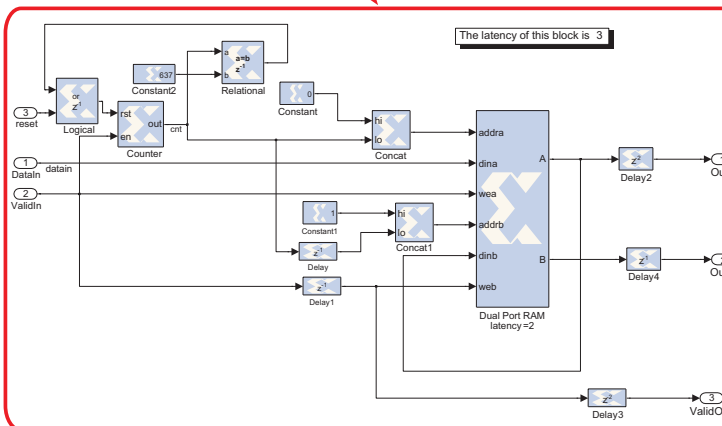 The latency of this block is 3
a
a=b
z-1
b
Relational
637
Constant2
or
z-1
Logical
3
reset
rst
en
out
cnt
Counter
0
Constant
hi
lo
Concat
1
DataIn
datain
2
ValidIn
1
Constant1
hi
lo
Concat1
z-1
Delay
z-1
Delay1
addra
dina
wea
addrb
dinb
web
A
B
Dual Port RAM
latency=2
z-2
Delay2
z-1
Delay4
z-2
Delay3
3